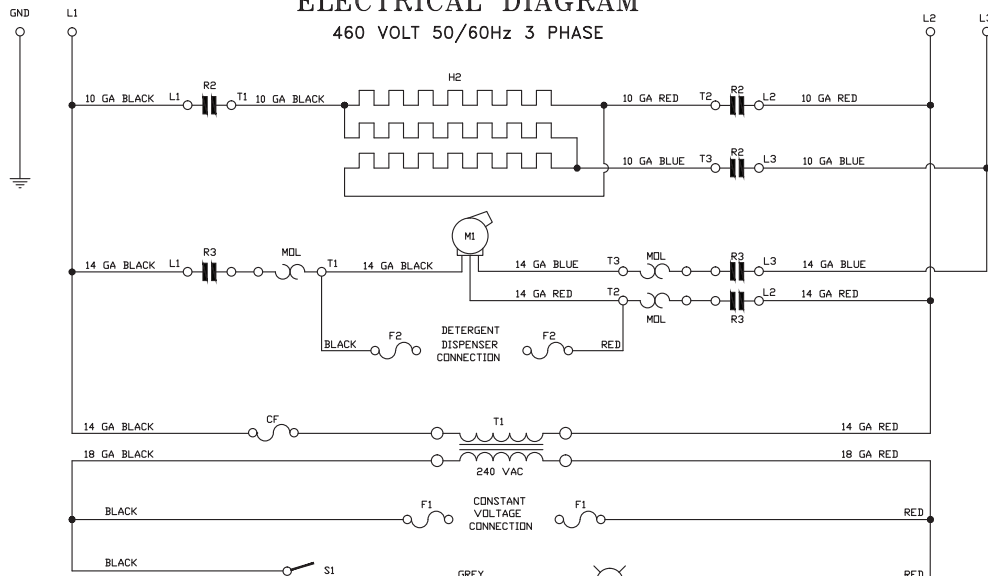 ELECTRICAL DIAGRAM
GND L1 L2
460 VOLT 50/60Hz 3 PHASE
H2
R2 R2
10 GA BLACK L1 T1 10 GA BLACK 10 GA RED T2 L2 10 GA RED
R2
10 GA BLUE T3 L3 10 GA BLUE
M1
R3 MOL MOL R3
14 GA BLACK L1 T1 14 GA BLACK 14 GA BLUE T3 L3 14 GA BLUE
14 GA RED T2 L2 14 GA RED
MOL R3
DETERGENT
DISPENSER
CONNECTION
BLACK F2 F2 RED
CF T1
14 GA BLACK 14 GA RED
18 GA BLACK 18 GA RED
240 VAC
CONSTANT
VOLTAGE
CONNECTION
BLACK F1 F1 RED
BLACK S1 GREY RED